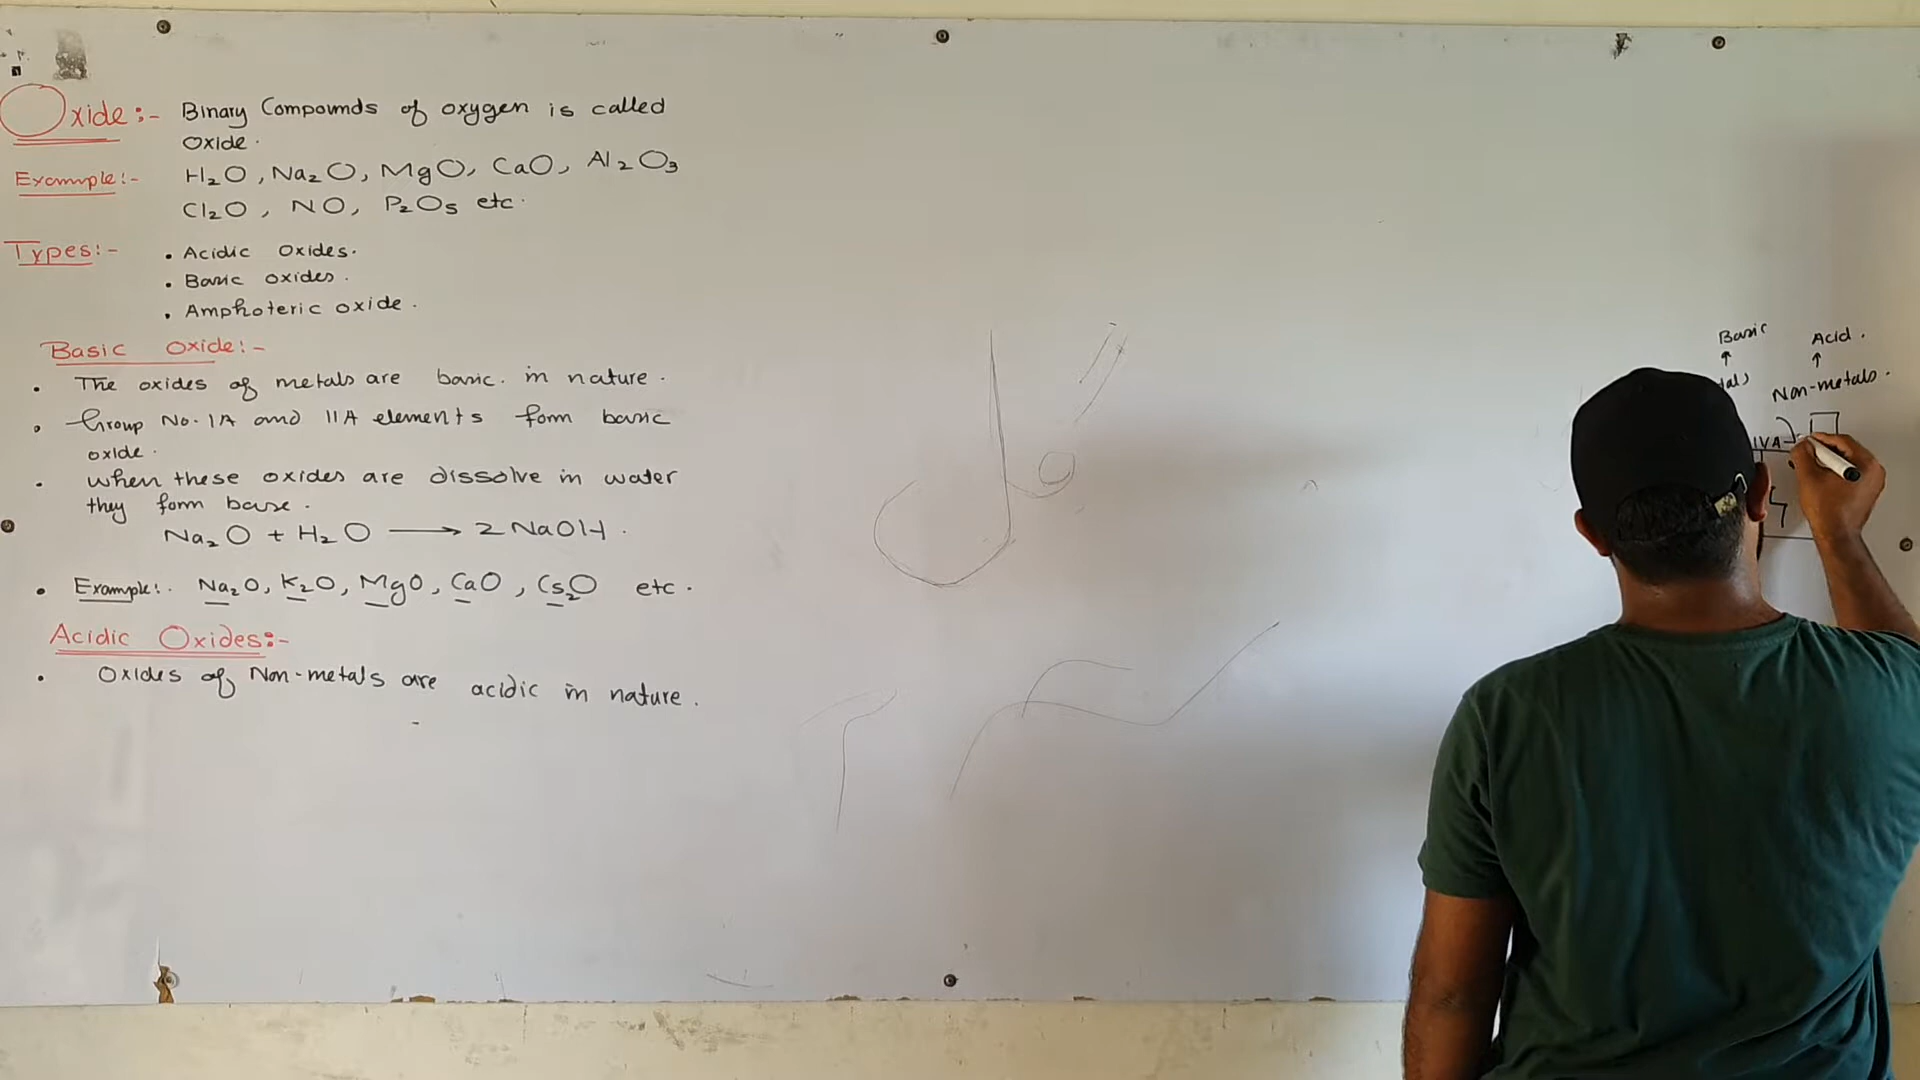 Oxide:- Binary Compounds of oxygen is called
Oxide.
Example:- H₂O, Na₂O, MgO, CaO, Al₂O₃
Cl₂O, NO, P₂O₅ etc.
Types:- • Acidic Oxides.
• Basic oxides.
• Amphoteric oxide.
Basic Oxide:-
• The oxides of metals are basic. in nature.
• Group No. IA and IIA elements form basic
oxide.
• when these oxides are dissolve in water
they form base.
Na₂O + H₂O ⟶ 2 NaOH.
• Example:. Na₂O, K₂O, MgO, CaO, Cs₂O etc.
Acidic Oxides:-
• Oxides of Non-metals are acidic in nature.
Basic Acid.
↑ ↑
Non-metals.
IVA